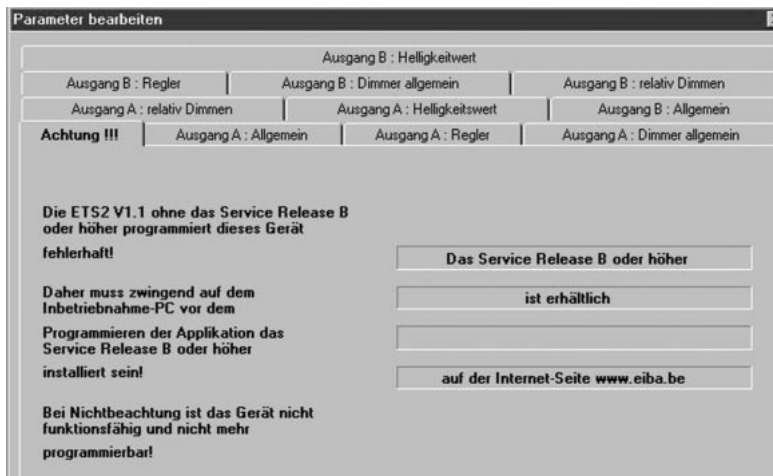 Parameter bearbeiten
Ausgang B : Helligkeitwert
Ausgang B : Regler
Ausgang B : Dimmer allgemein
Ausgang B : relativ Dimmen
Ausgang A : relativ Dimmen
Ausgang A : Helligkeitswert
Ausgang B : Allgemein
Achtung !!!
Ausgang A : Allgemein
Ausgang A : Regler
Ausgang A : Dimmer allgemein
Die ETS2 V1.1 ohne das Service Release B
oder höher programmiert dieses Gerät
fehlerhaft!
Das Service Release B oder höher
Daher muss zwingend auf dem
Inbetriebnahme-PC vor dem
ist erhältlich
Programmieren der Applikation das
Service Release B oder höher
installiert sein!
auf der Internet-Seite www.eiba.be
Bei Nichtbeachtung ist das Gerät nicht
funktionsfähig und nicht mehr
programmierbar!